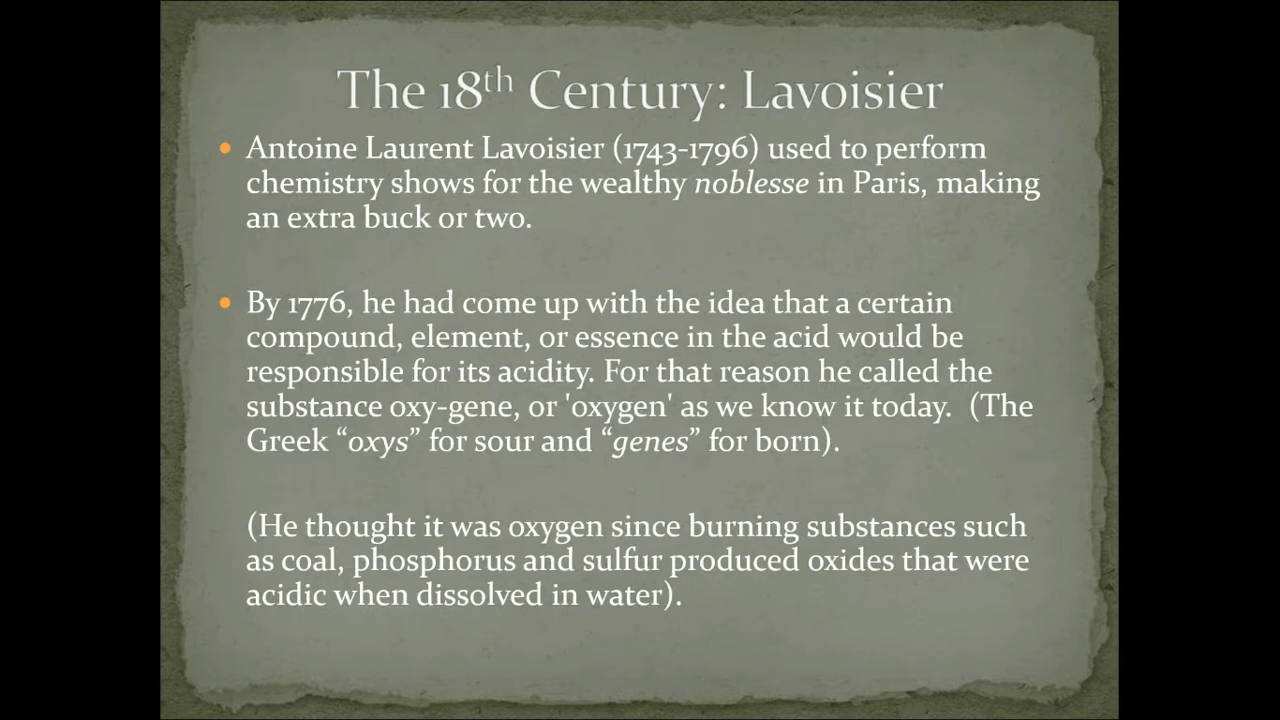 The 18th Century: Lavoisier
• Antoine Laurent Lavoisier (1743-1796) used to perform
chemistry shows for the wealthy noblesse in Paris, making
an extra buck or two.
• By 1776, he had come up with the idea that a certain
compound, element, or essence in the acid would be
responsible for its acidity. For that reason he called the
substance oxy-gene, or 'oxygen' as we know it today. (The
Greek “oxys” for sour and “genes” for born).
(He thought it was oxygen since burning substances such
as coal, phosphorus and sulfur produced oxides that were
acidic when dissolved in water).